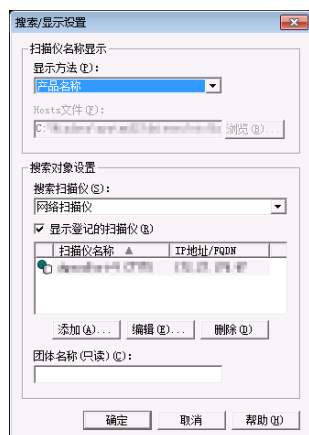 搜索/显示设置
扫描仪名称显示
显示方法(P):
产品名称
Hosts文件(F):
C:
浏览(B)...
搜索对象设置
搜索扫描仪(S):
网络扫描仪
显示登记的扫描仪(R)
扫描仪名称 IP地址/FQDN
添加(A)... 编辑(E)... 删除(D)
团体名称(只读)(C):
确定 取消 帮助(H)